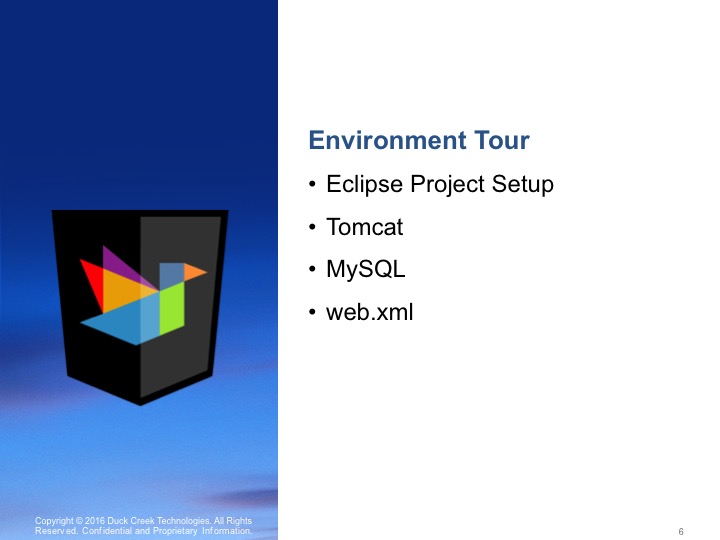 Environment Tour
• Eclipse Project Setup
• Tomcat
• MySQL
• web.xml
Copyright © 2016 Duck Creek Technologies. All Rights
Reserved. Confidential and Proprietary Information.
6